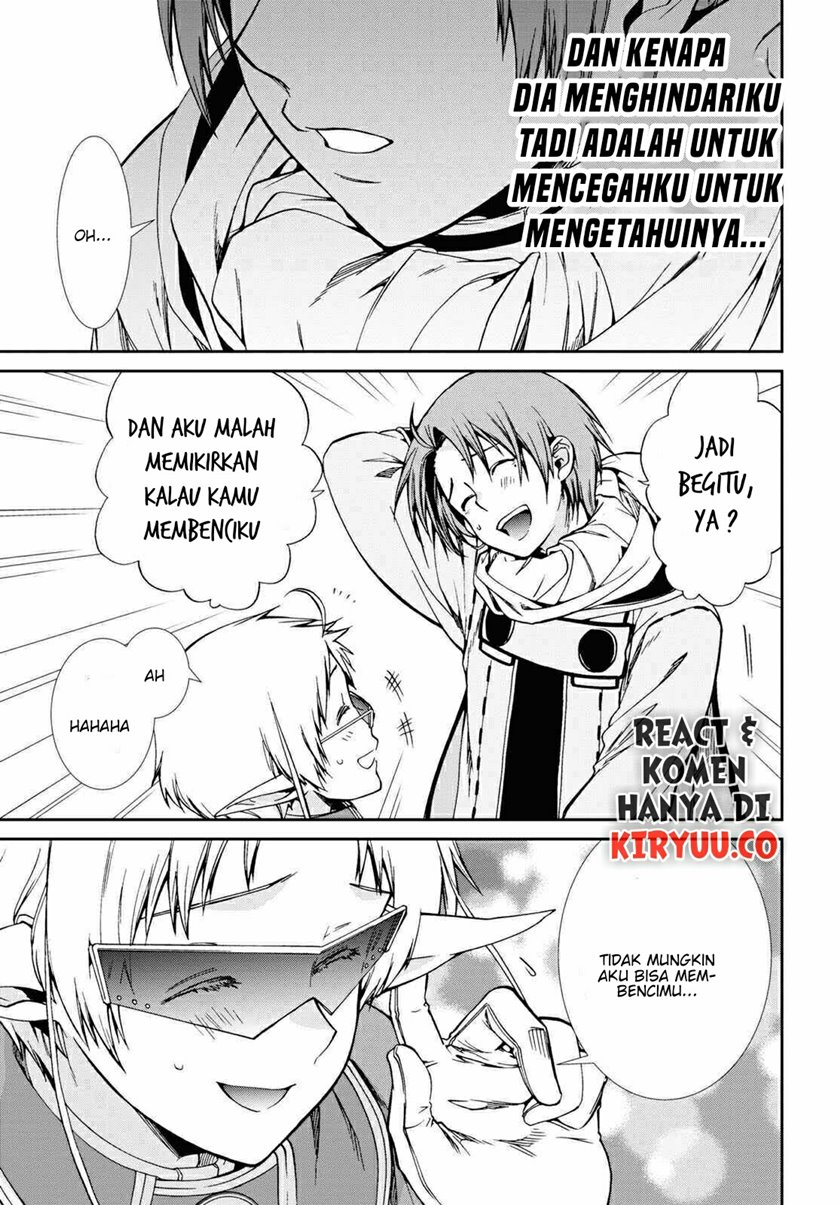 DAN KENAPA
DIA MENGHINDARIKU
TADI ADALAH UNTUK
MENCEGAHKU UNTUK
MENGETAHUINYA...
OH...
JADI
BEGITU,
YA ?
DAN AKU MALAH
MEMIKIRKAN
KALAU KAMU
MEMBENCIKU
AH
HAHAHA
REACT &
KOMEN
HANYA DI
KIRYUU.CO
TIDAK MUNGKIN
AKU BISA MEM-
BENCIMU...